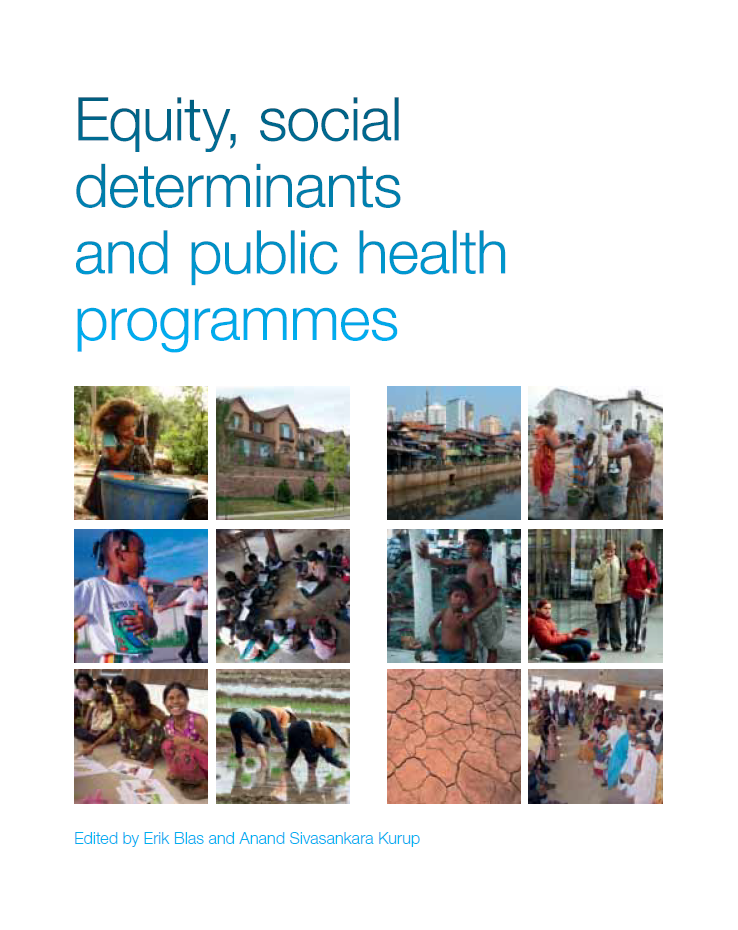 Equity, social
determinants
and public health
programmes
Edited by Erik Blas and Anand Sivasankara Kurup